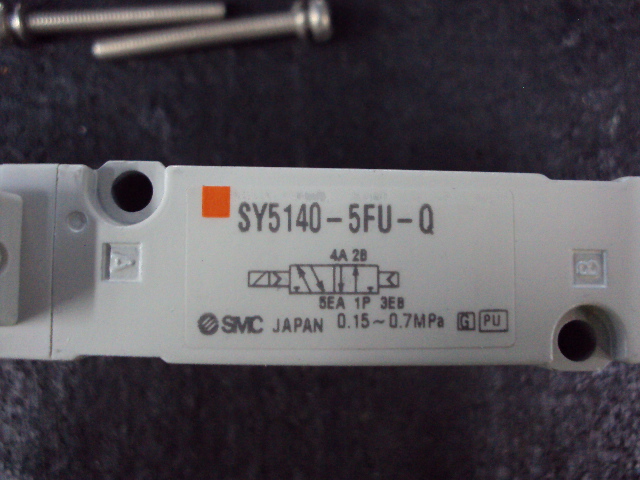 SY5140-5FU-Q
4A 2B
5EA 1P 3EB
SMC JAPAN 0.15~0.7MPa G PU
A
B